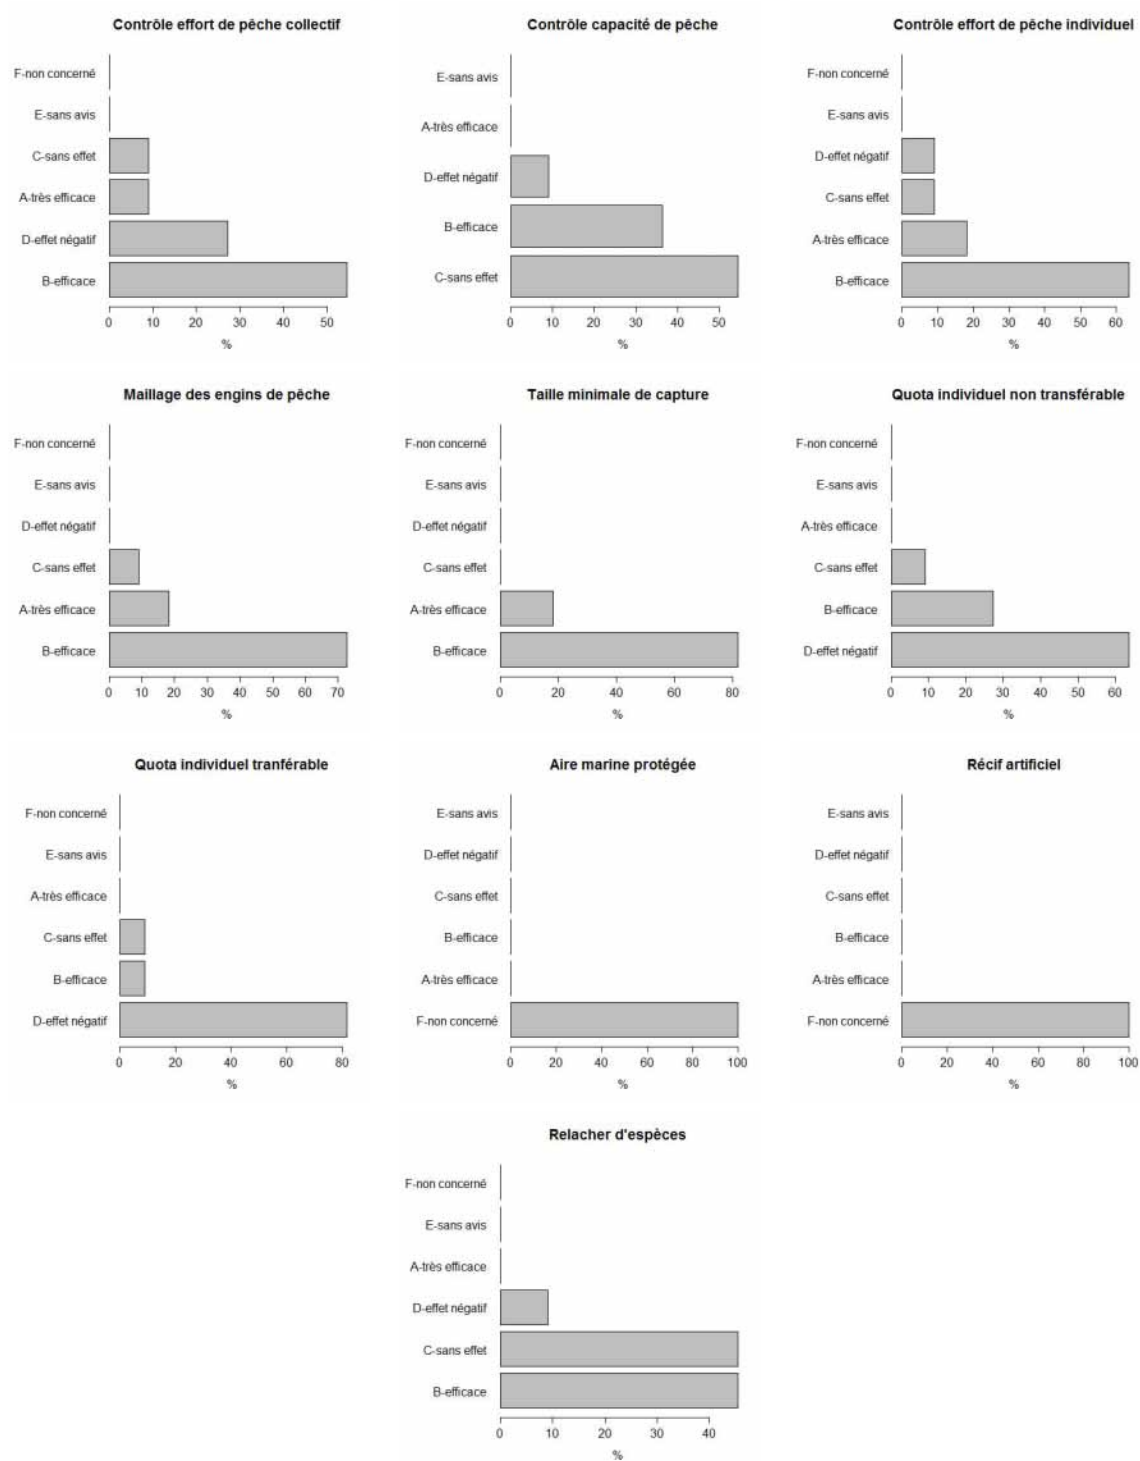 Contrôle effort de pêche collectif
F-non concerné
E-sans avis
C-sans effet
A-très efficace
D-effet négatif
B-efficace
0 10 20 30 40 50
%
Contrôle capacité de pêche
E-sans avis
A-très efficace
D-effet négatif
B-efficace
C-sans effet
0 10 20 30 40 50
%
Contrôle effort de pêche individuel
F-non concerné
E-sans avis
D-effet négatif
C-sans effet
A-très efficace
B-efficace
0 10 20 30 40 50 60
%
Maillage des engins de pêche
F-non concerné
E-sans avis
D-effet négatif
C-sans effet
A-très efficace
B-efficace
0 10 20 30 40 50 60 70
%
Taille minimale de capture
F-non concerné
E-sans avis
D-effet négatif
C-sans effet
A-très efficace
B-efficace
0 20 40 60 80
%
Quota individuel non transférable
F-non concerné
E-sans avis
A-très efficace
C-sans effet
B-efficace
D-effet négatif
0 10 20 30 40 50 60
%
Quota individuel tranférable
F-non concerné
E-sans avis
A-très efficace
C-sans effet
B-efficace
D-effet négatif
0 20 40 60 80
%
Aire marine protégée
E-sans avis
D-effet négatif
C-sans effet
B-efficace
A-très efficace
F-non concerné
0 20 40 60 80 100
%
Récif artificiel
E-sans avis
D-effet négatif
C-sans effet
B-efficace
A-très efficace
F-non concerné
0 20 40 60 80 100
%
Relacher d'espèces
F-non concerné
E-sans avis
A-très efficace
D-effet négatif
C-sans effet
B-efficace
0 10 20 30 40
%